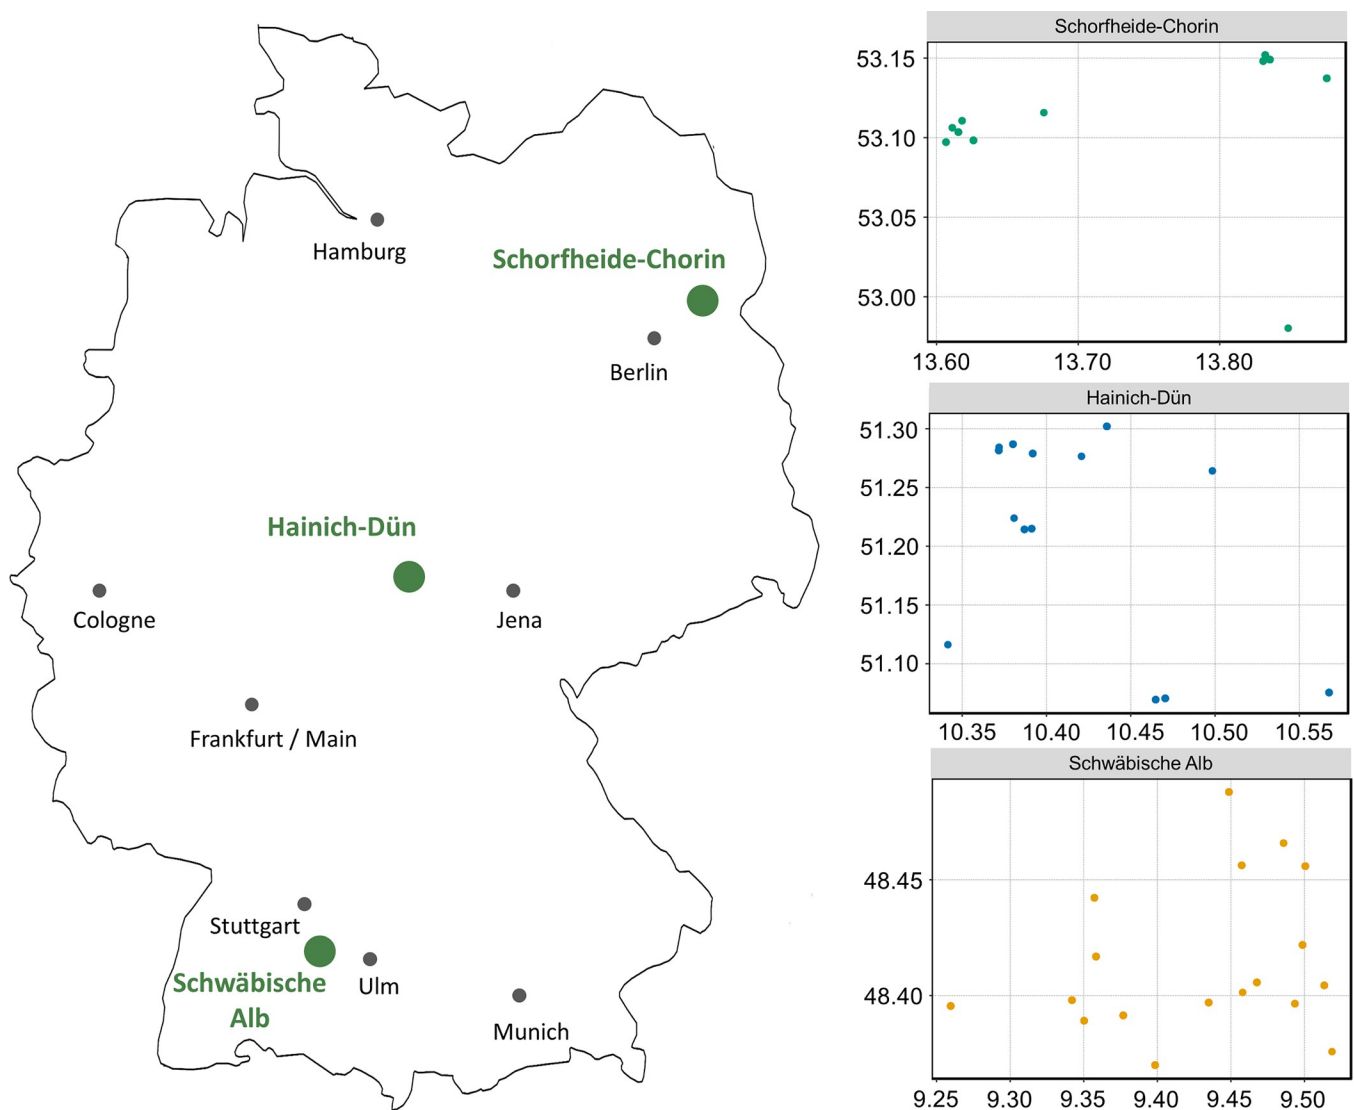 Hamburg
Schorfheide-Chorin
Berlin
Hainich-Dün
Cologne
Jena
Frankfurt / Main
Stuttgart
Schwäbische
Alb
Ulm
Munich
Schorfheide-Chorin
53.15
53.10
53.05
53.00
13.60 13.70 13.80
Hainich-Dün
51.30
51.25
51.20
51.15
51.10
10.35 10.40 10.45 10.50 10.55
Schwäbische Alb
48.45
48.40
9.25 9.30 9.35 9.40 9.45 9.50